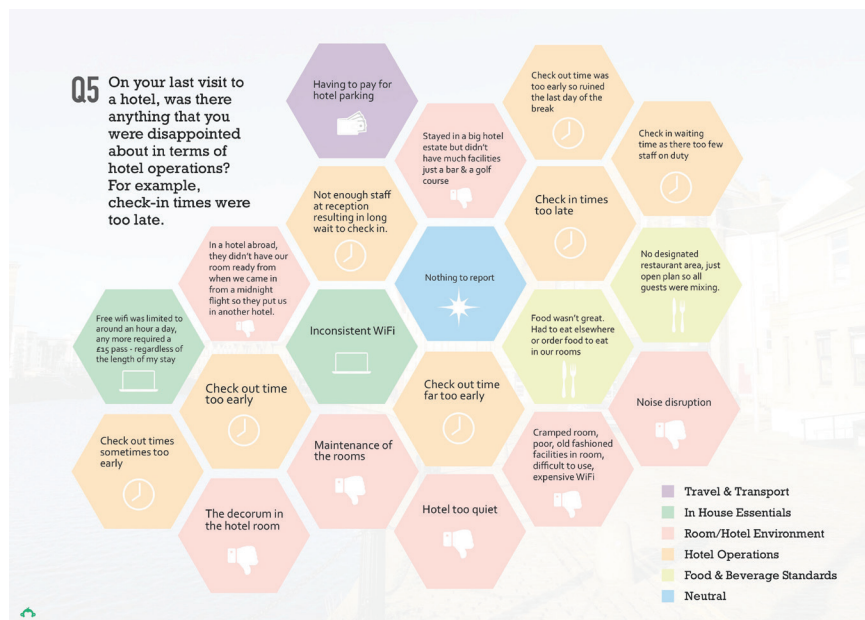 Q5
On your last visit to
a hotel, was there
anything that you
were disappointed
about in terms of
hotel operations?
For example,
check-in times were
too late.
Having to pay for
hotel parking
Check out time was
too early so ruined
the last day of the
break
Stayed in a big hotel
estate but didn't
have much facilities
just a bar & a golf
course
Check in waiting
time as there too few
staff on duty
Not enough staff
at reception
resulting in long
wait to check in.
Check in times
too late
In a hotel abroad,
they didn't have our
room ready from
when we came in
from a midnight
flight so they put us
in another hotel.
Nothing to report
No designated
restaurant area, just
open plan so all
guests were mixing.
Free wifi was limited to
around an hour a day,
any more required a
£15 pass - regardless of
the length of my stay
Inconsistent WiFi
Food wasn't great.
Had to eat elsewhere
or order food to eat
in our rooms
Check out time
too early
Check out time
far too early
Noise disruption
Check out times
sometimes too
early
Maintenance of
the rooms
Cramped room,
poor, old fashioned
facilities in room,
difficult to use,
expensive WiFi
The decorum in
the hotel room
Hotel too quiet
Travel & Transport
In House Essentials
Room/Hotel Environment
Hotel Operations
Food & Beverage Standards
Neutral